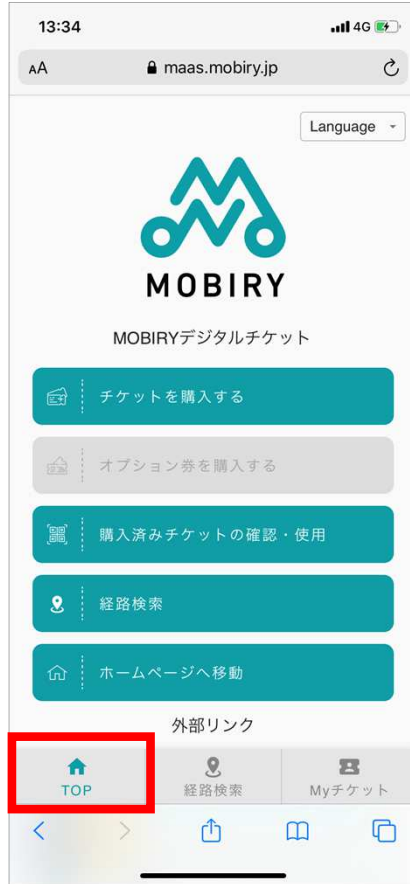 13:34
4G
AA
maas.mobiry.jp
Language
MOBIRY
MOBIRYデジタルチケット
チケットを購入する
オプション券を購入する
購入済みチケットの確認・使用
経路検索
ホームページへ移動
外部リンク
TOP
経路検索
Myチケット